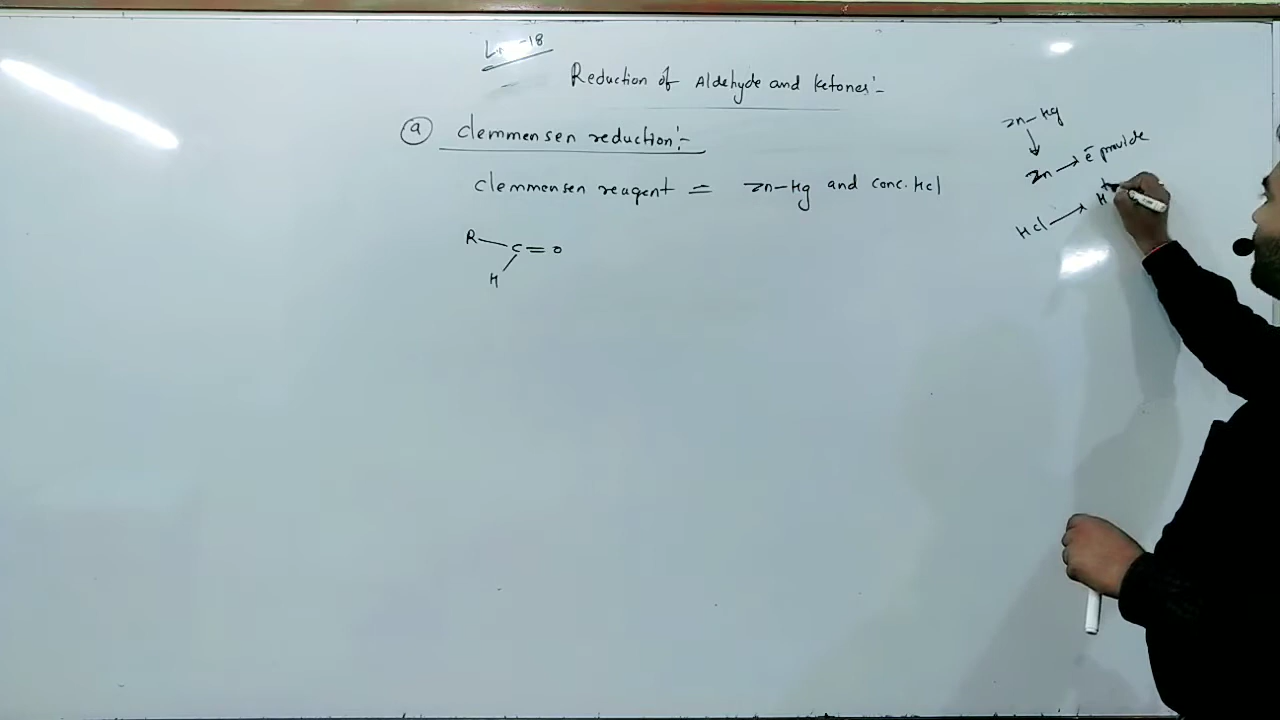 18
Reduction of Aldehyde and Ketones:-
(a) Clemmensen reduction:-
Clemmensen reagent = Zn-Hg and conc. HCl
R-C=O
H
Zn-Hg
↓
Zn → ē provide
HCl → H+